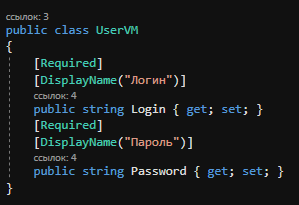 ссылок: 3
public class UserVM
{
[Required]
[DisplayName("Логин")]
ссылок: 4
public string Login { get; set; }
[Required]
[DisplayName("Пароль")]
ссылок: 4
public string Password { get; set; }
}